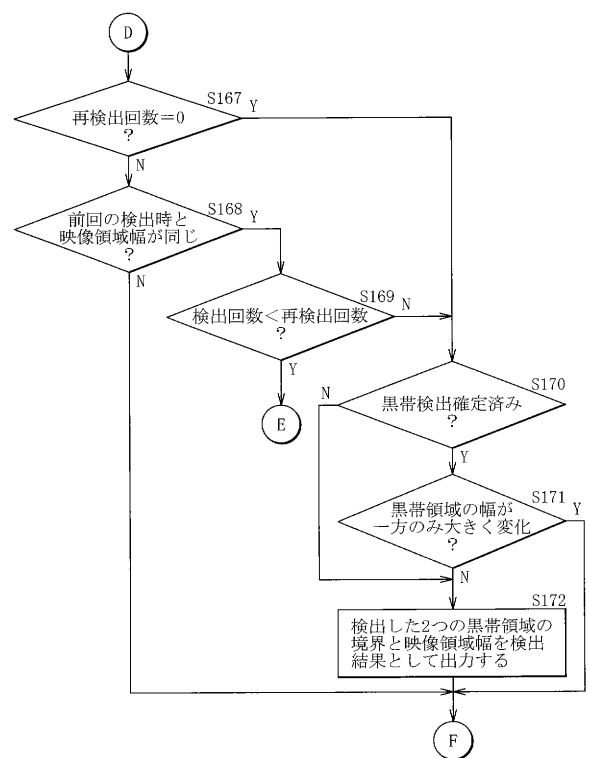 D
S167
再検出回数=0
?
Y
N
S168
前回の検出時と
映像領域幅が同じ
?
Y
N
S169
検出回数<再検出回数
?
N
Y
E
S170
黒帯検出確定済み
?
N
Y
S171
黒帯領域の幅が
一方のみ大きく変化
?
Y
N
S172
検出した2つの黒帯領域の
境界と映像領域幅を検出
結果として出力する
F